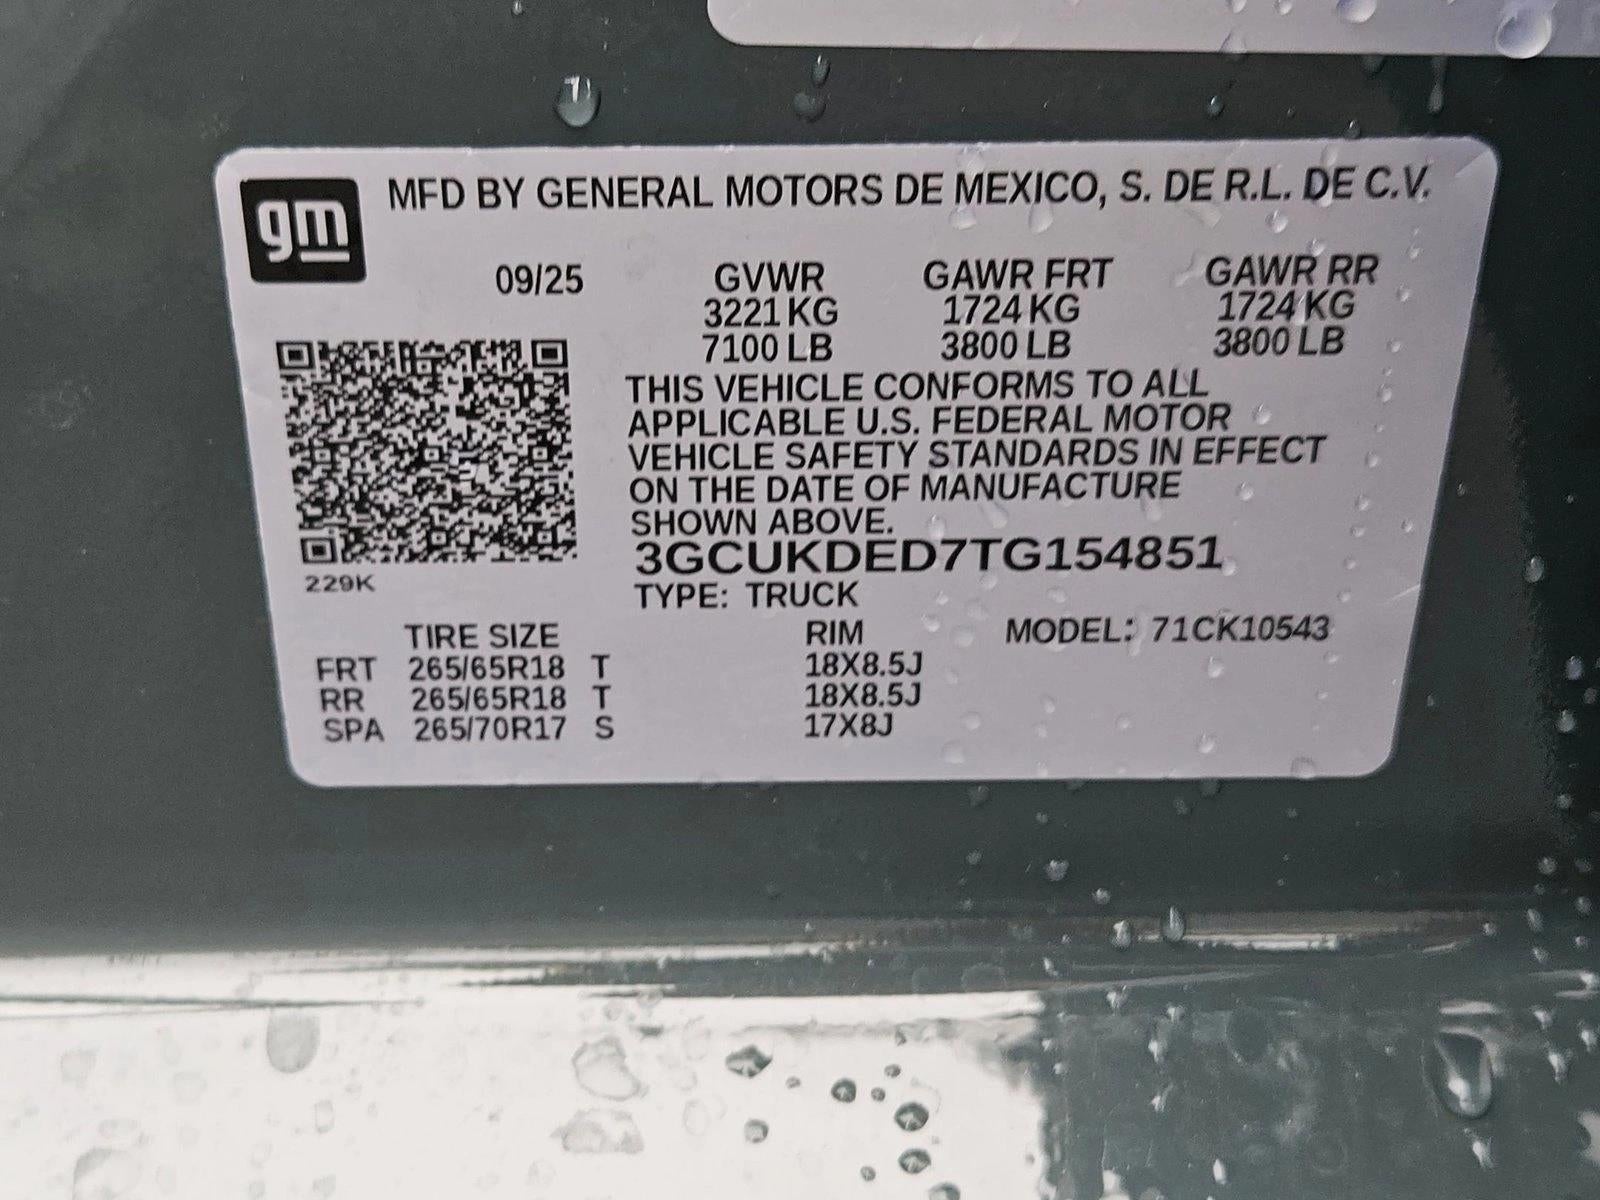 gm
MFD BY GENERAL MOTORS DE MEXICO, S. DE R.L. DE C.V.
09/25 GVWR GAWR FRT GAWR RR
3221 KG 1724 KG 1724 KG
7100 LB 3800 LB 3800 LB
THIS VEHICLE CONFORMS TO ALL
APPLICABLE U.S. FEDERAL MOTOR
VEHICLE SAFETY STANDARDS IN EFFECT
ON THE DATE OF MANUFACTURE
SHOWN ABOVE.
3GCUKDED7TG154851
229K
TYPE: TRUCK
TIRE SIZE RIM MODEL: 71CK10543
FRT 265/65R18 T 18X8.5J
RR 265/65R18 T 18X8.5J
SPA 265/70R17 S 17X8J